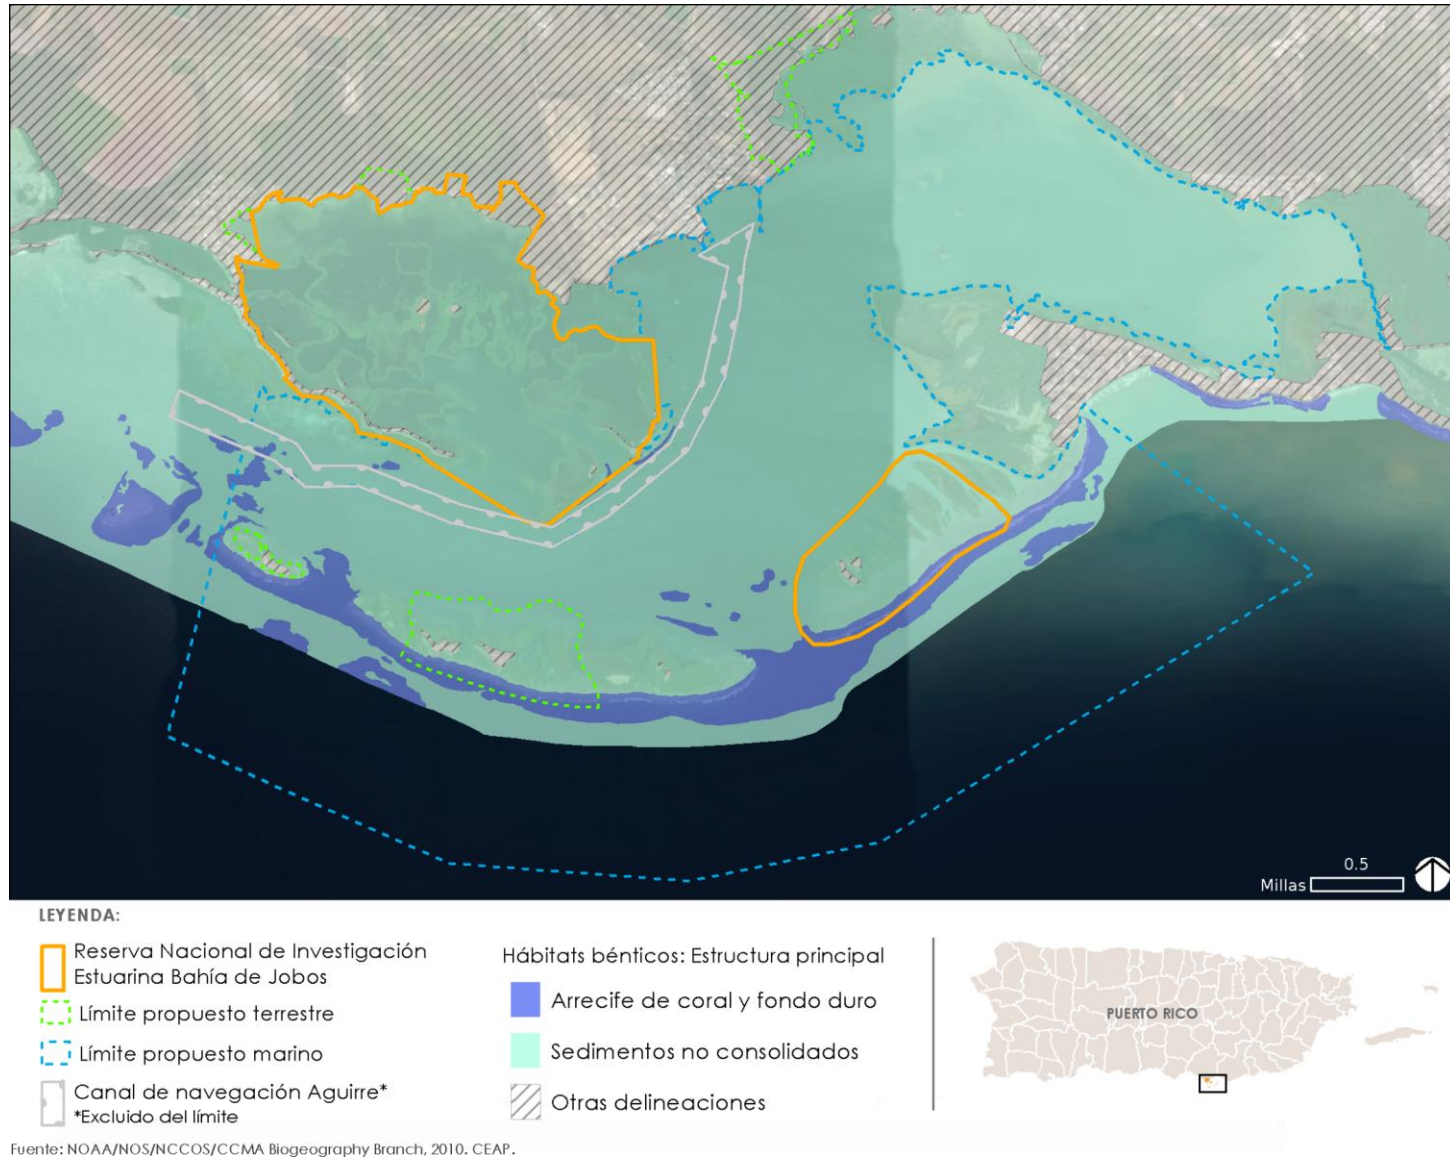 0.5
Millas
LEYENDA:
Reserva Nacional de Investigación
Estuarina Bahía de Jobos
Límite propuesto terrestre
Límite propuesto marino
Canal de navegación Aguirre*
*Excluido del límite
Hábitats bénticos: Estructura principal
Arrecife de coral y fondo duro
Sedimentos no consolidados
Otras delineaciones
PUERTO RICO
Fuente: NOAA/NOS/NCCOS/CCMA Biogeography Branch, 2010. CEAP.